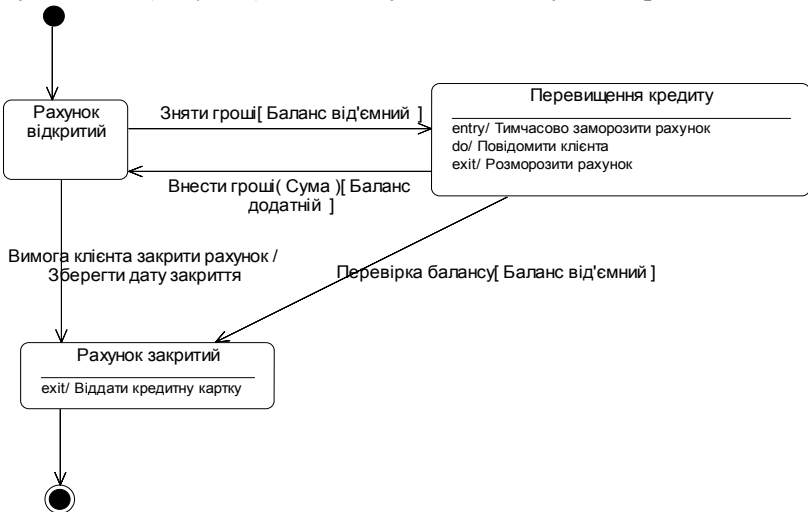 Рахунок
відкритий
Зняти гроші[ Баланс від'ємний ]
Перевищення кредиту
entry/ Тимчасово заморозити рахунок
do/ Повідомити клієнта
exit/ Розморозити рахунок
Внести гроші( Сума )[ Баланс
додатній ]
Вимога клієнта закрити рахунок /
Зберегти дату закриття
Перевірка балансу[ Баланс від'ємний ]
Рахунок закритий
exit/ Віддати кредитну картку